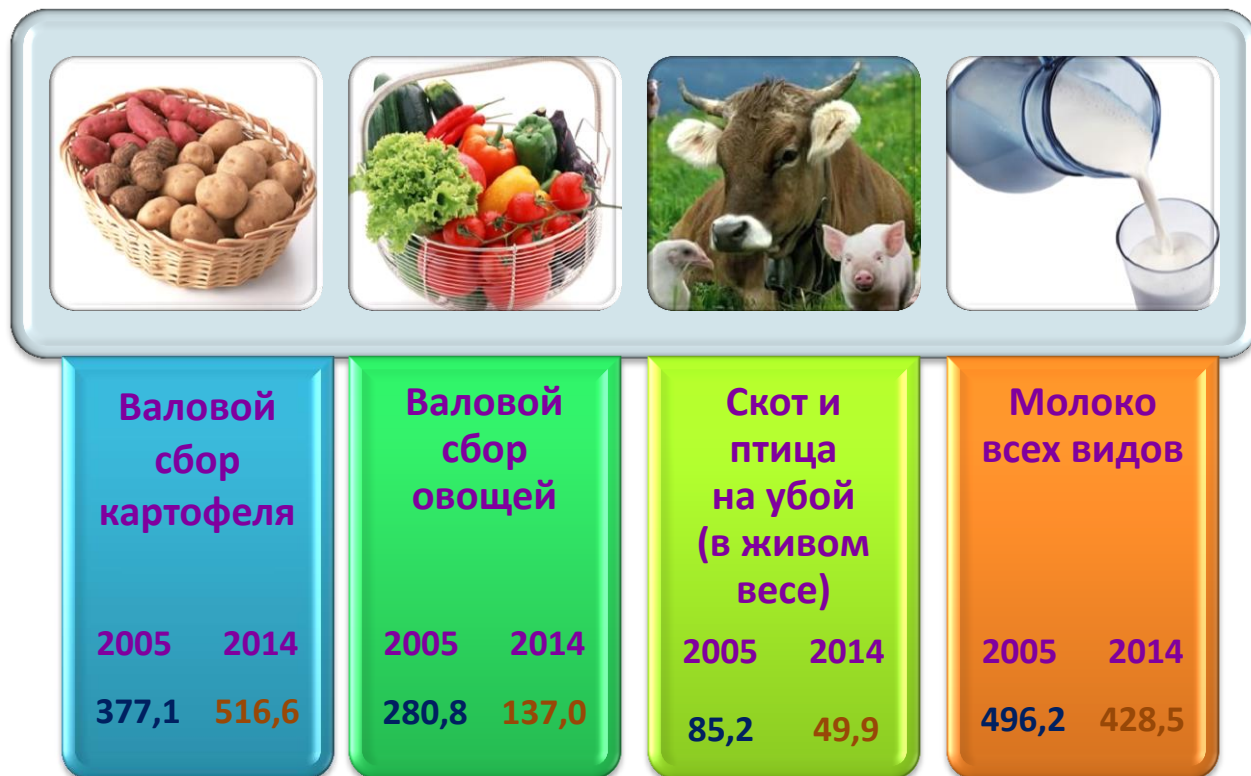 Валовой
сбор
картофеля
2005 2014
377,1 516,6
Валовой
сбор
овощей
2005 2014
280,8 137,0
Скот и
птица
на убой
(в живом
весе)
2005 2014
85,2 49,9
Молоко
всех видов
2005 2014
496,2 428,5